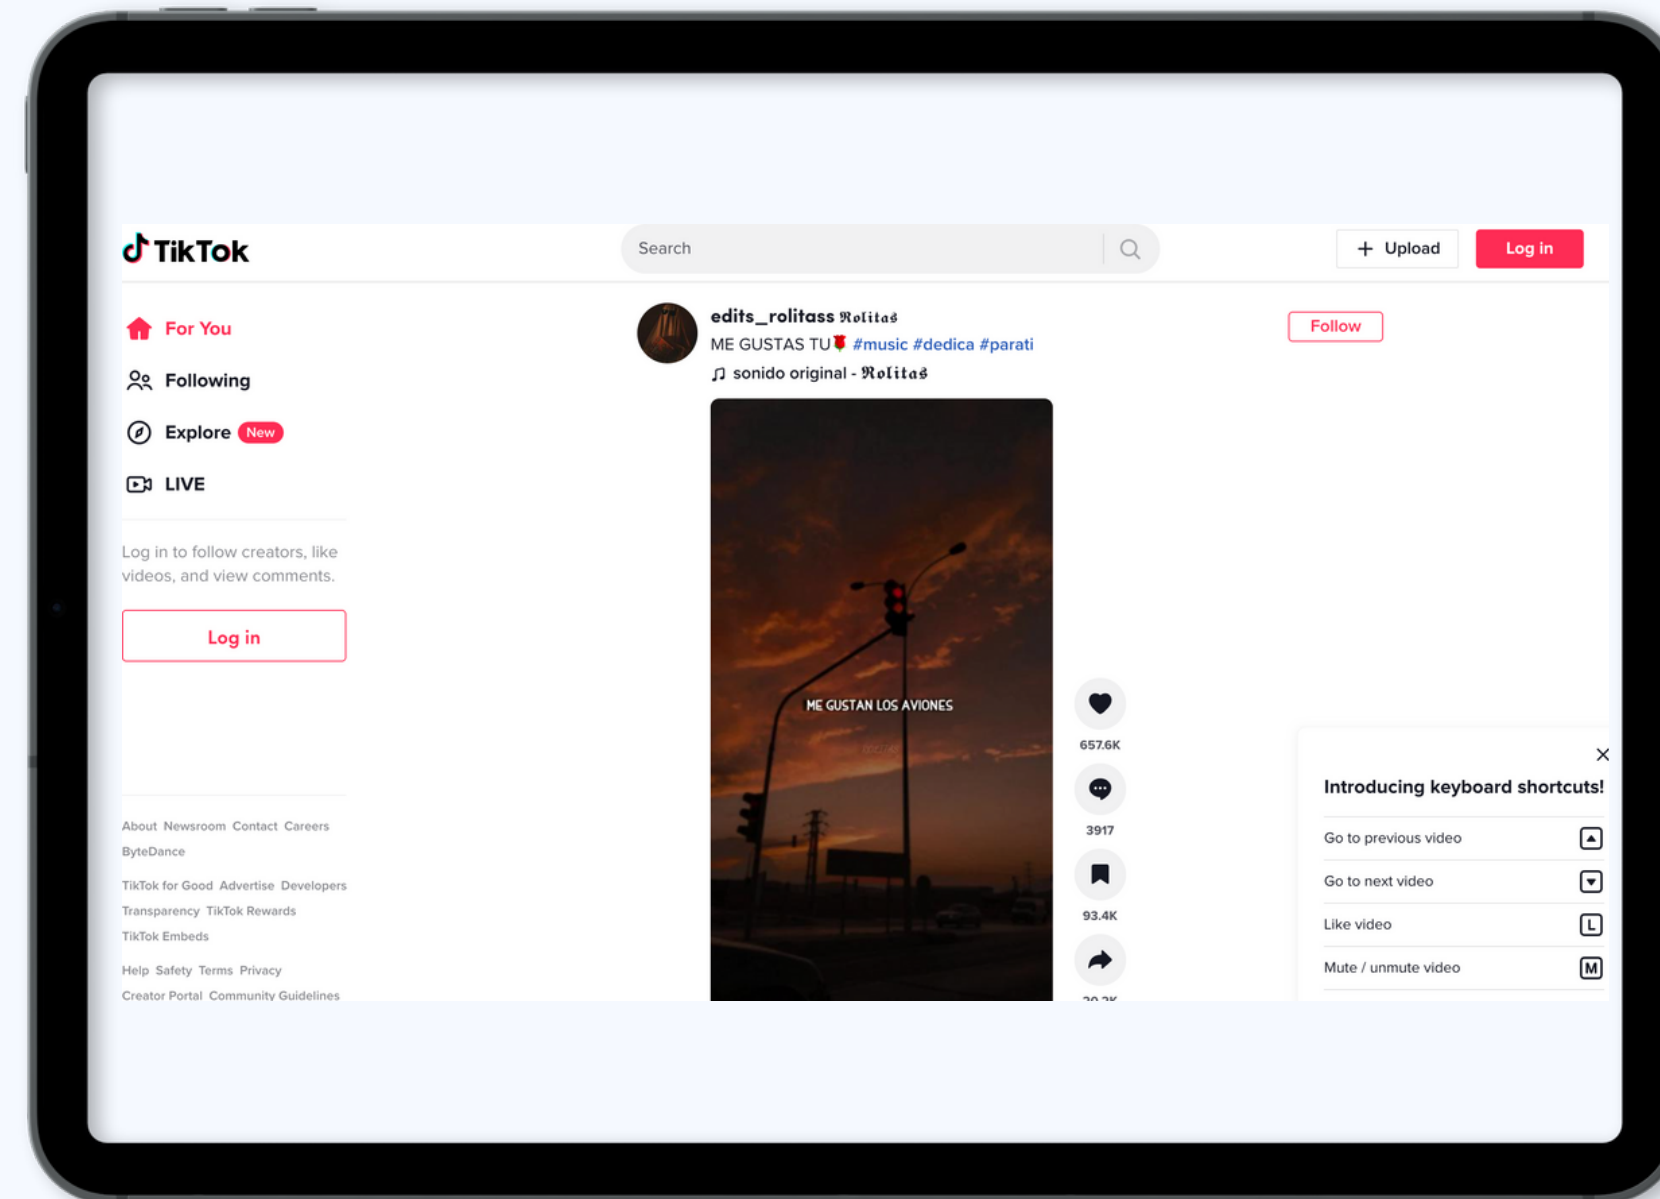 TikTok
Search
+ Upload
Log in
For You
Following
Explore New
LIVE
Log in to follow creators, like
videos, and view comments.
Log in
About Newsroom Contact Careers
ByteDance
TikTok for Good Advertise Developers
Transparency TikTok Rewards
TikTok Embeds
Help Safety Terms Privacy
Creator Portal Community Guidelines
edits_rolitass 𝕽𝖔𝖑𝖎𝖙𝖆𝖘
ME GUSTAS TU🌹 #music #dedica #parati
sonido original - 𝕽𝖔𝖑𝖎𝖙𝖆𝖘
Follow
ME GUSTAN LOS AVIONES
657.6K
3917
93.4K
Introducing keyboard shortcuts!
Go to previous video
Go to next video
Like video L
Mute / unmute video M